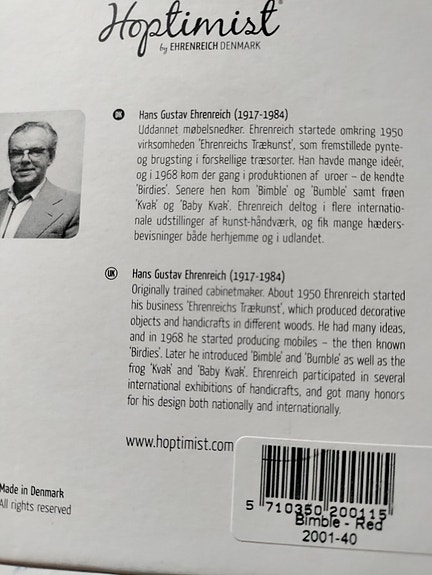 Hoptimist®
by EHRENREICH DENMARK
DK Hans Gustav Ehrenreich (1917-1984)
Uddannet møbelsnedker. Ehrenreich startede omkring 1950
virksomheden 'Ehrenreichs Trækunst', som fremstillede pynte-
og brugsting i forskellige træsorter. Han havde mange ideér,
og i 1968 kom der gang i produktionen af uroer – de kendte
'Birdies'. Senere hen kom 'Bimble' og 'Bumble' samt frøen
'Kvak' og 'Baby Kvak'. Ehrenreich deltog i flere internatio-
nale udstillinger af kunst-håndværk, og fik mange hæders-
bevisninger både herhjemme og i udlandet.
UK Hans Gustav Ehrenreich (1917-1984)
Originally trained cabinetmaker. About 1950 Ehrenreich started
his business 'Ehrenreichs Trækunst', which produced decorative
objects and handicrafts in different woods. He had many ideas,
and in 1968 he started producing mobiles – the then known
'Birdies'. Later he introduced 'Bimble' and 'Bumble' as well as the
frog 'Kvak' and 'Baby Kvak'. Ehrenreich participated in several
international exhibitions of handicrafts, and got many honors
for his design both nationally and internationally.
www.hoptimist.com
Made in Denmark
All rights reserved
5 710350 200115
Bimble - Red
2001-40